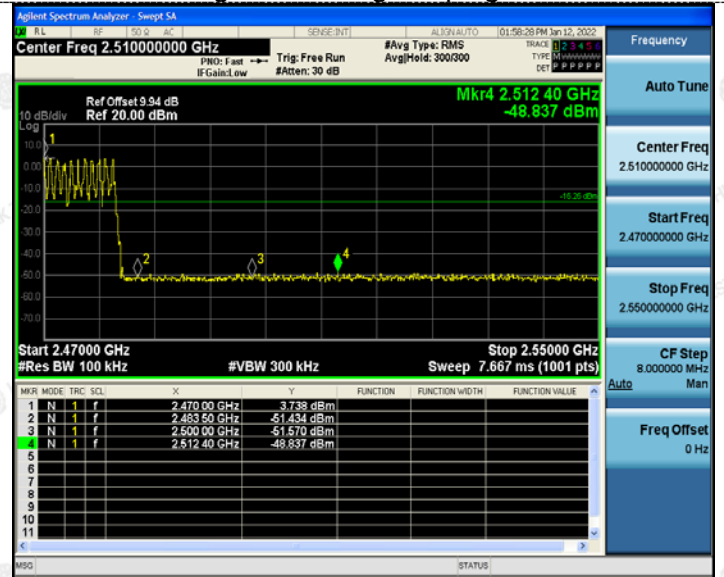 Agilent Spectrum Analyzer - Swept SA
RL RF 50 Ω AC SENSE:INT ALIGNAUTO 01:58:28 PM Jan 12, 2022
Center Freq 2.510000000 GHz
PNO: Fast
IFGain:Low
Trig: Free Run
#Atten: 30 dB
#Avg Type: RMS
Avg|Hold: 300/300
TRACE 1 2 3 4 5 6
TYPE M
DET P P P P P P
Frequency
Auto Tune
Center Freq
2.510000000 GHz
Start Freq
2.470000000 GHz
Stop Freq
2.550000000 GHz
CF Step
8.000000 MHz
Auto Man
Freq Offset
0 Hz
Mkr4 2.512 40 GHz
-48.837 dBm
Ref Offset 9.94 dB
10 dB/div Ref 20.00 dBm
Log
10.0
0.00
-10.0
-20.0
-30.0
-40.0
-50.0
-60.0
-70.0
1
2
3
4
-16.26 dBm
Start 2.47000 GHz Stop 2.55000 GHz
#Res BW 100 kHz #VBW 300 kHz Sweep 7.667 ms (1001 pts)
MKR MODE TRC SCL X Y FUNCTION FUNCTION WIDTH FUNCTION VALUE
1 N 1 f 2.470 00 GHz 3.738 dBm
2 N 1 f 2.483 50 GHz -51.434 dBm
3 N 1 f 2.500 00 GHz -51.570 dBm
4 N 1 f 2.512 40 GHz -48.837 dBm
5
6
7
8
9
10
11
MSG STATUS